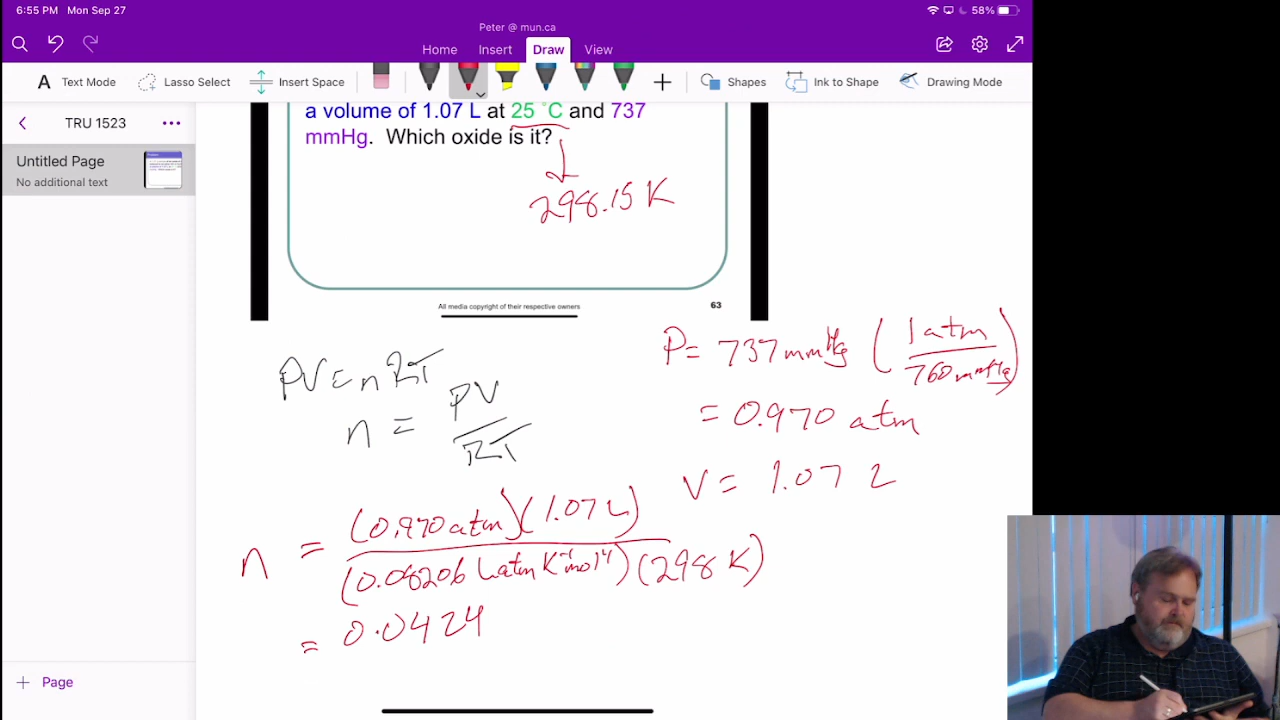 6:55 PM Mon Sep 27
58%
Peter @ mun.ca
Home Insert Draw View
A Text Mode Lasso Select Insert Space Shapes Ink to Shape Drawing Mode
TRU 1523
Untitled Page
No additional text
a volume of 1.07 L at 25 °C and 737
mmHg. Which oxide is it?
298.15 K
All media copyright of their respective owners
63
PV = nRT
n = PV
RT
P = 737 mmHg (1 atm
760 mmHg)
= 0.970 atm
V = 1.07 L
n = (0.970 atm)(1.07 L)
(0.08206 L atm K⁻¹ mol⁻¹)(298 K)
= 0.0424
+ Page